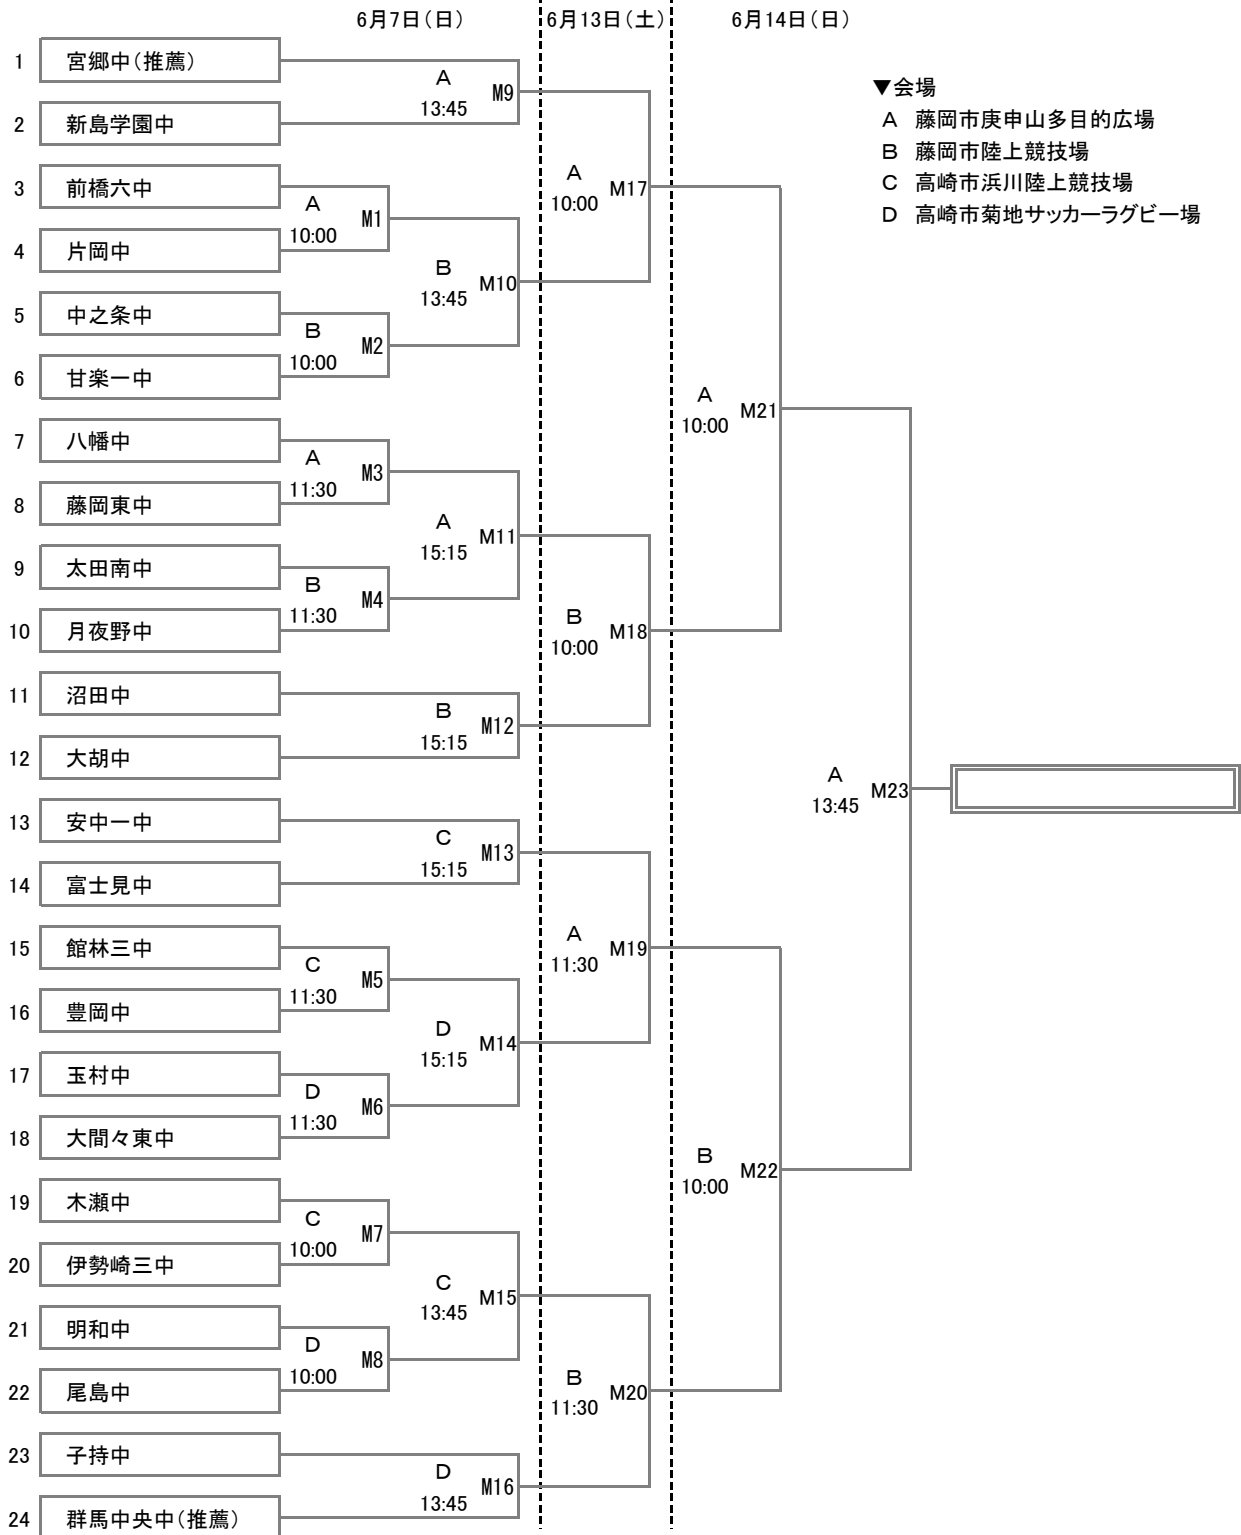 6月7日（日）
6月13日（土）
6月14日（日）
▼会場
A 藤岡市庚申山多目的広場
B 藤岡市陸上競技場
C 高崎市浜川陸上競技場
D 高崎市菊地サッカーラグビー場
1 宮郷中（推薦）
2 新島学園中
3 前橋六中
4 片岡中
5 中之条中
6 甘楽一中
7 八幡中
8 藤岡東中
9 太田南中
10 月夜野中
11 沼田中
12 大胡中
13 安中一中
14 富士見中
15 館林三中
16 豊岡中
17 玉村中
18 大間々東中
19 木瀬中
20 伊勢崎三中
21 明和中
22 尾島中
23 子持中
24 群馬中央中（推薦）
A
10:00
M1
B
10:00
M2
A
11:30
M3
B
11:30
M4
C
11:30
M5
D
11:30
M6
C
10:00
M7
D
10:00
M8
A
13:45
M9
B
13:45
M10
A
15:15
M11
B
15:15
M12
C
15:15
M13
D
15:15
M14
C
13:45
M15
D
13:45
M16
A
10:00
M17
B
10:00
M18
A
11:30
M19
B
11:30
M20
A
10:00
M21
B
10:00
M22
A
13:45
M23